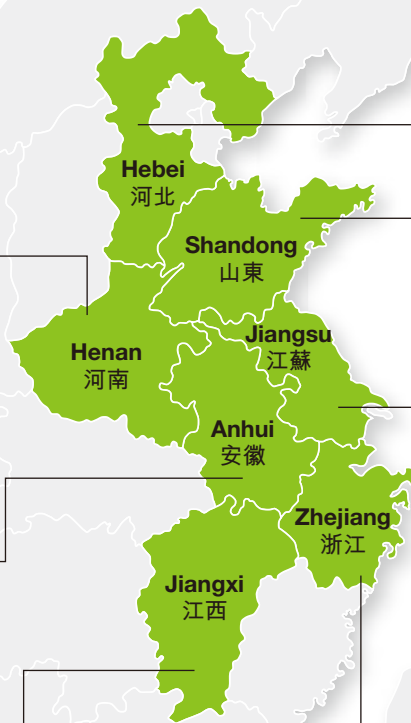 Hebei
河北
Shandong
山東
Jiangsu
江蘇
Henan
河南
Anhui
安徽
Zhejiang
浙江
Jiangxi
江西